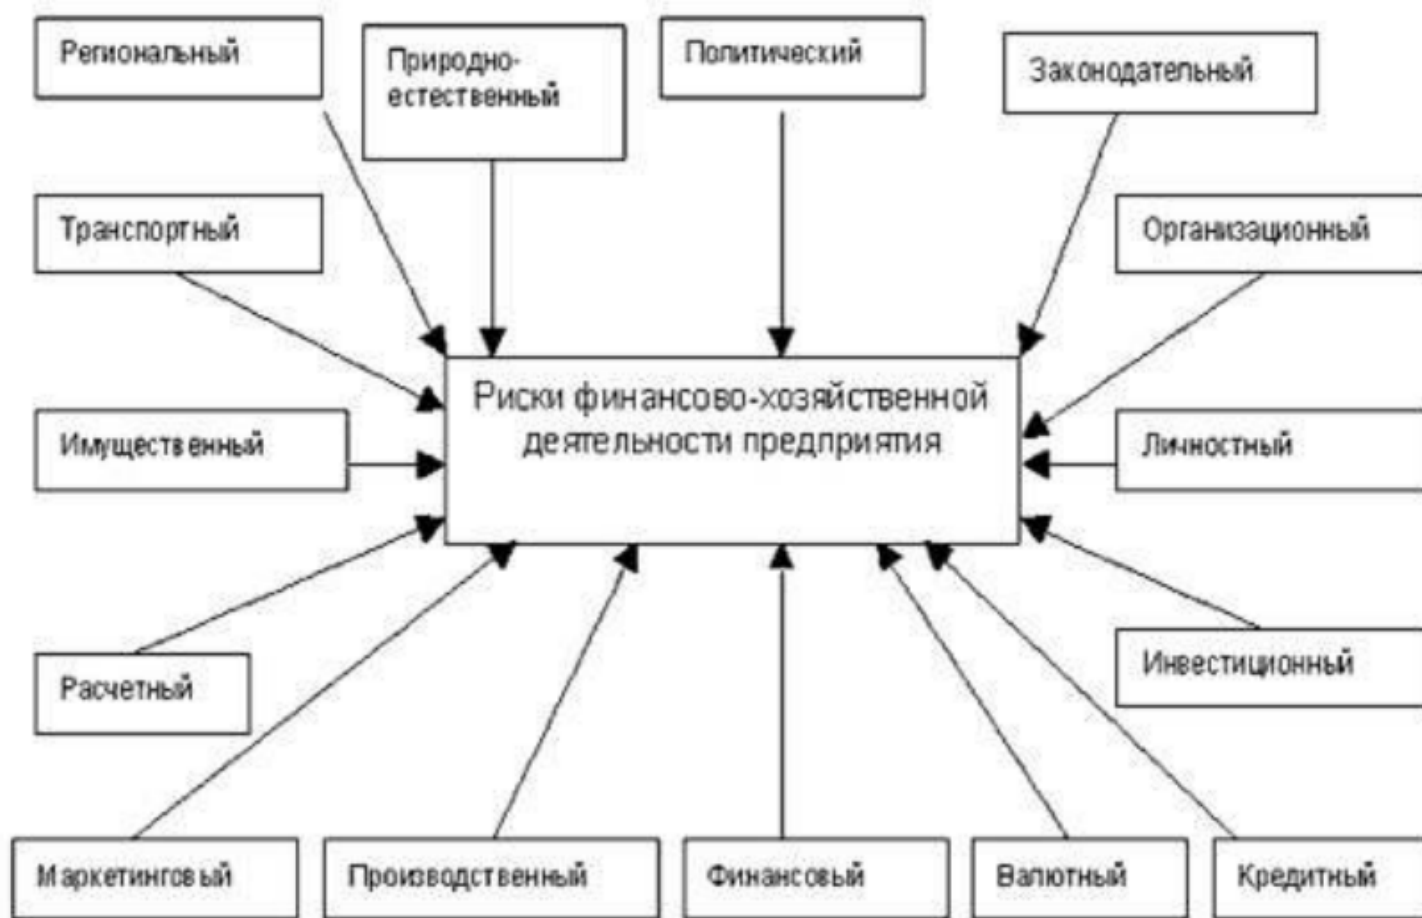 Региональный
Природно-
естественный
Политический
Законодательный
Транспортный
Организационный
Риски финансово-хозяйственной
деятельности предприятия
Имущественный
Личностный
Расчетный
Инвестиционный
Маркетинговый
Производственный
Финансовый
Валютный
Кредитный